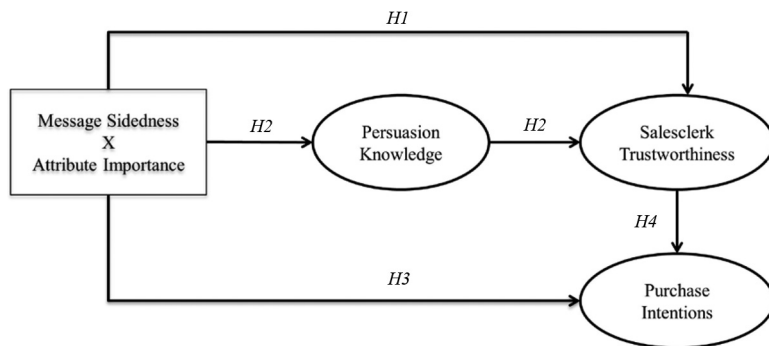 H1
Message Sidedness
X
Attribute Importance
H2
Persuasion
Knowledge
H2
Salesclerk
Trustworthiness
H4
H3
Purchase
Intentions